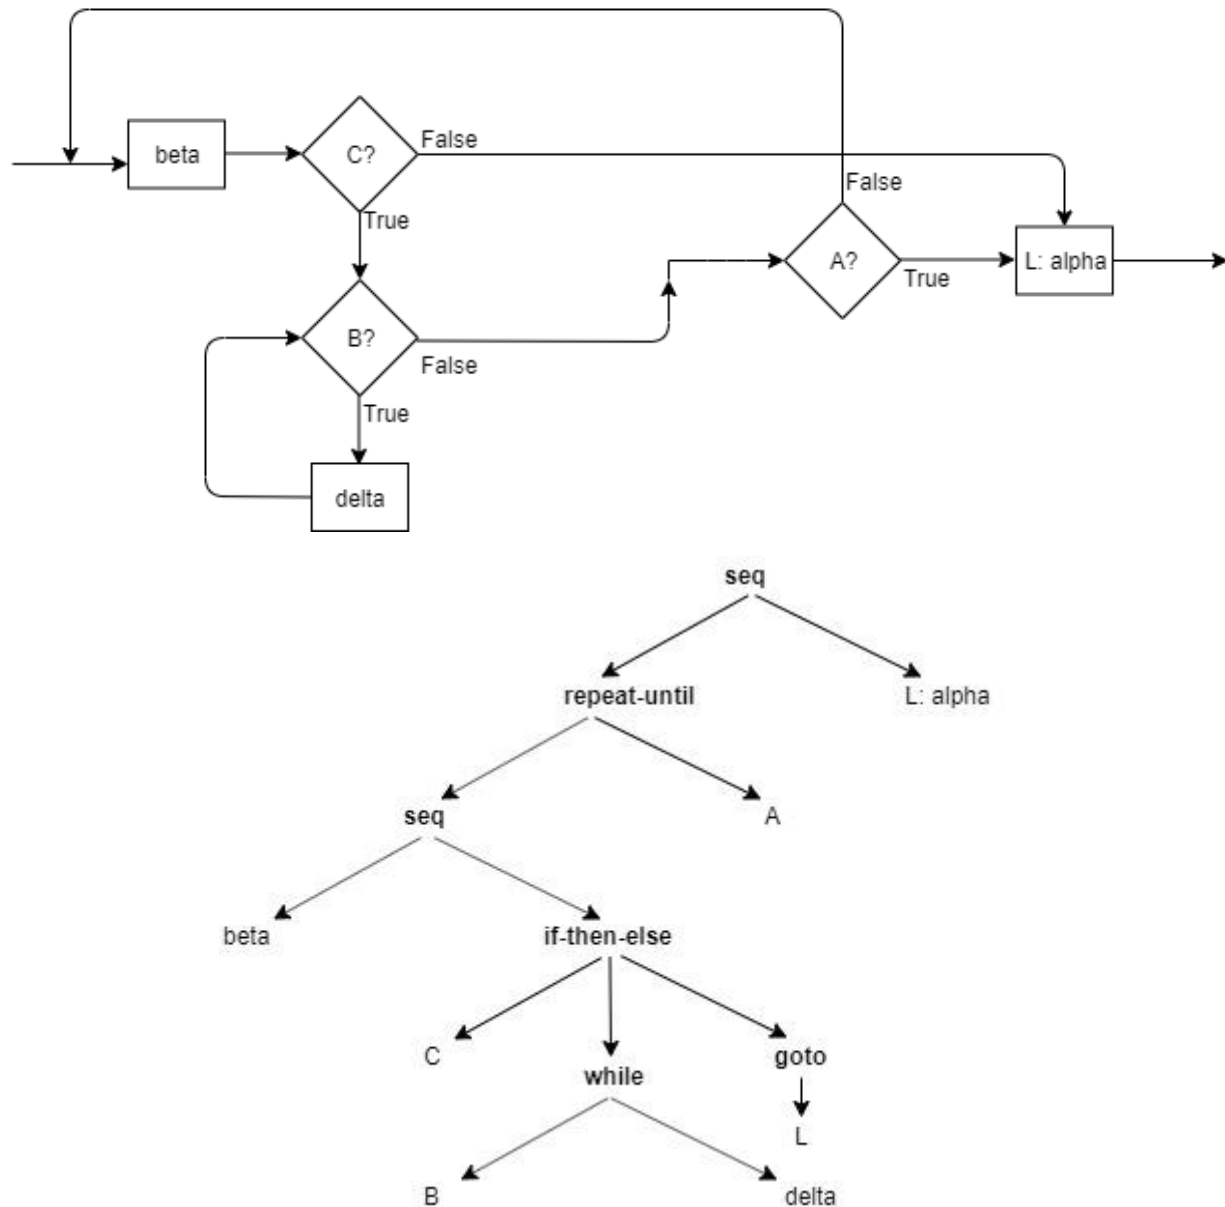 False
beta
C?
False
True
A?
L: alpha
True
B?
False
True
delta
seq
repeat-until
L: alpha
seq
A
beta
if-then-else
C
goto
while
L
B
delta